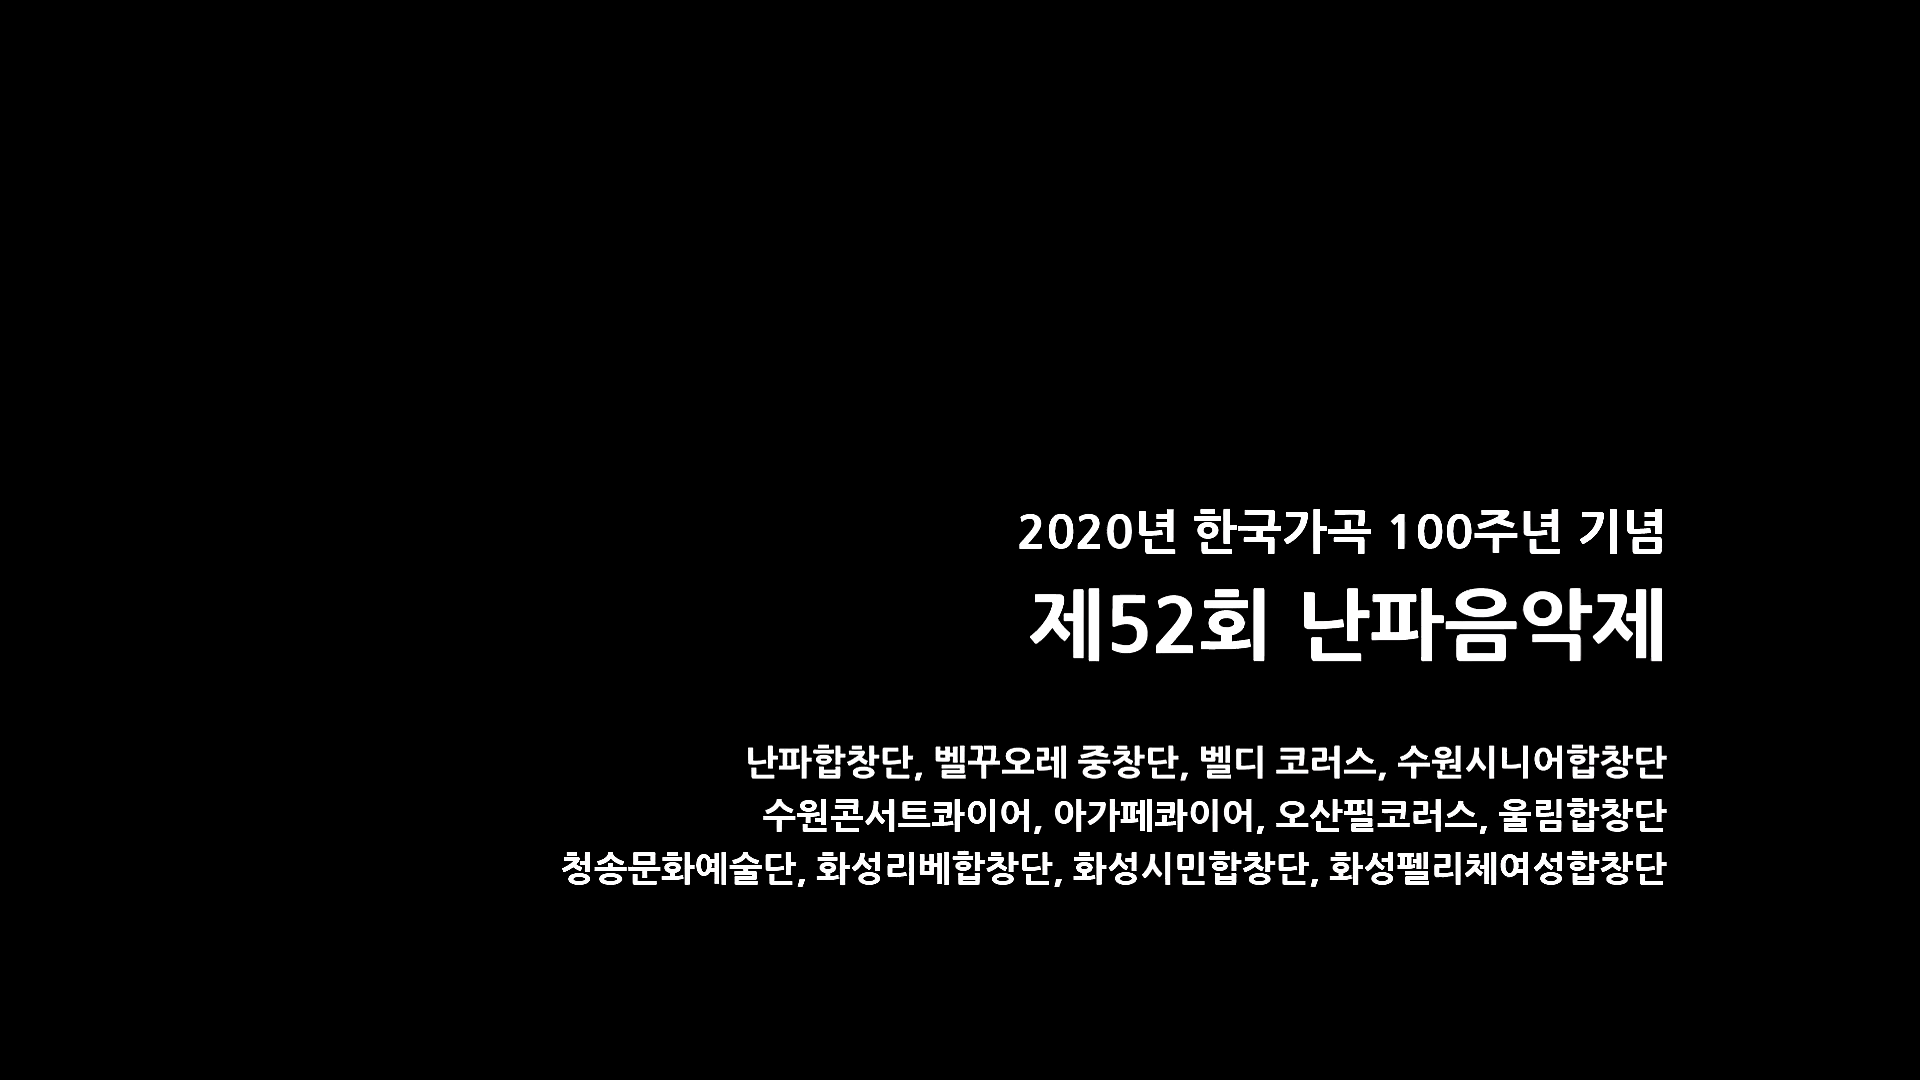 2020년 한국가곡 100주년 기념
제52회 난파음악제
난파합창단, 벨꾸오레 중창단, 벨디 코러스, 수원시니어합창단
수원콘서트콰이어, 아가페콰이어, 오산필코러스, 울림합창단
청송문화예술단, 화성리베합창단, 화성시민합창단, 화성펠리체여성합창단